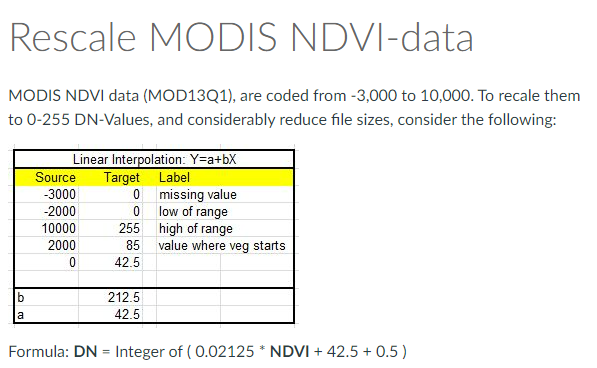 Rescale MODIS NDVI-data
MODIS NDVI data (MOD13Q1), are coded from -3,000 to 10,000. To recale them
to 0-255 DN-Values, and considerably reduce file sizes, consider the following:
Linear Interpolation: Y=a+bX
Source Target Label
-3000 0 missing value
-2000 0 low of range
10000 255 high of range
2000 85 value where veg starts
0 42.5
b 212.5
a 42.5
Formula: DN = Integer of ( 0.02125 * NDVI + 42.5 + 0.5 )